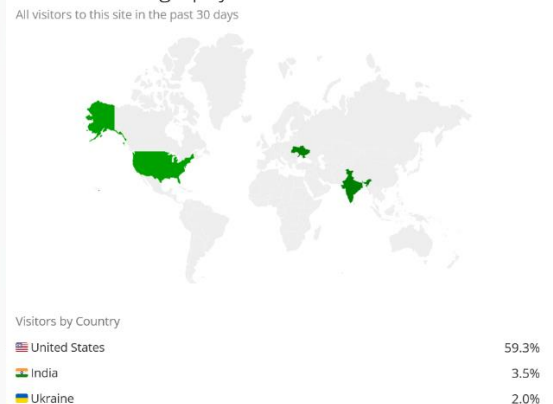 All visitors to this site in the past 30 days
Visitors by Country
United States 59.3%
India 3.5%
Ukraine 2.0%